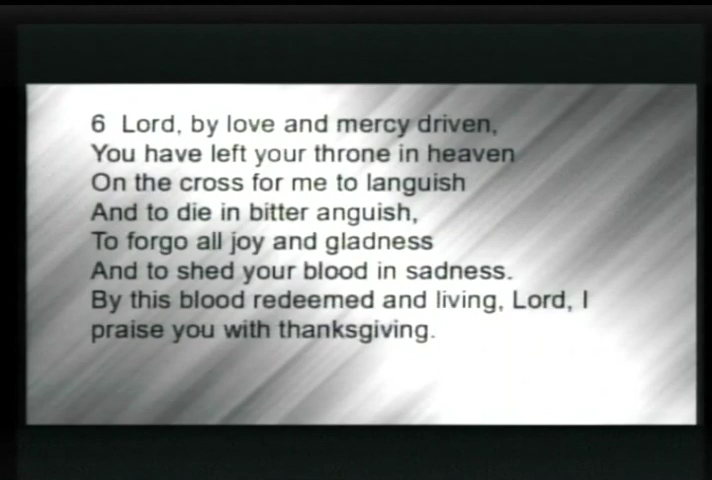 6 Lord, by love and mercy driven,
You have left your throne in heaven
On the cross for me to languish
And to die in bitter anguish,
To forgo all joy and gladness
And to shed your blood in sadness.
By this blood redeemed and living, Lord, I
praise you with thanksgiving.